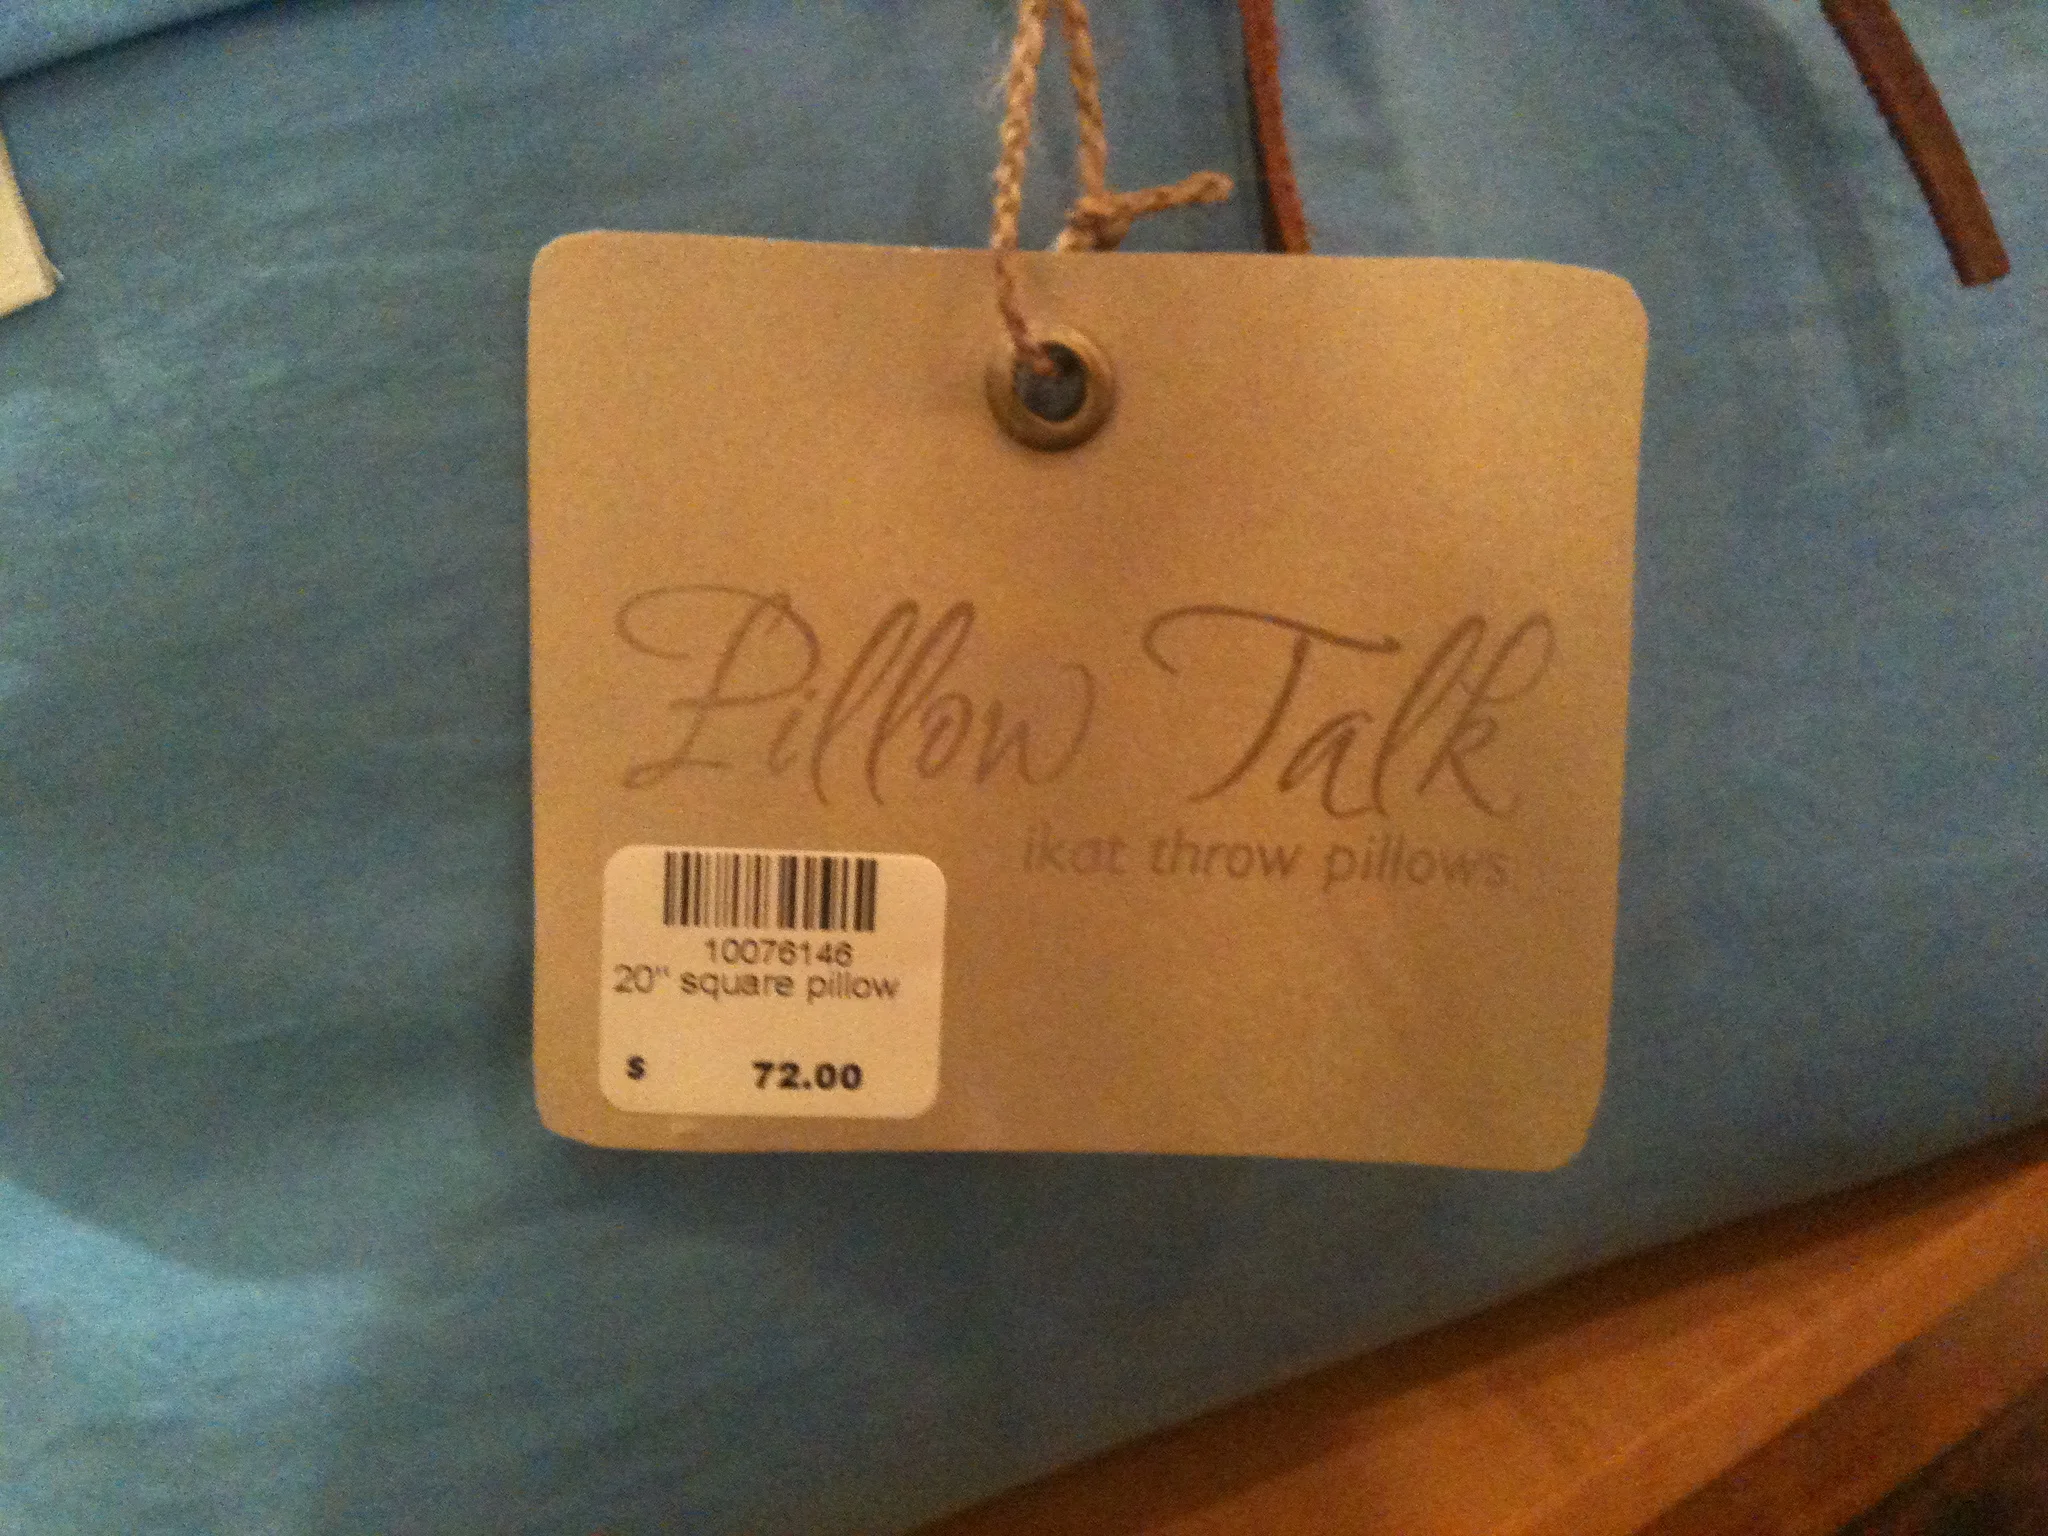 Pillow Talk
ikat throw pillows
10076146
20" square pillow
$ 72.00